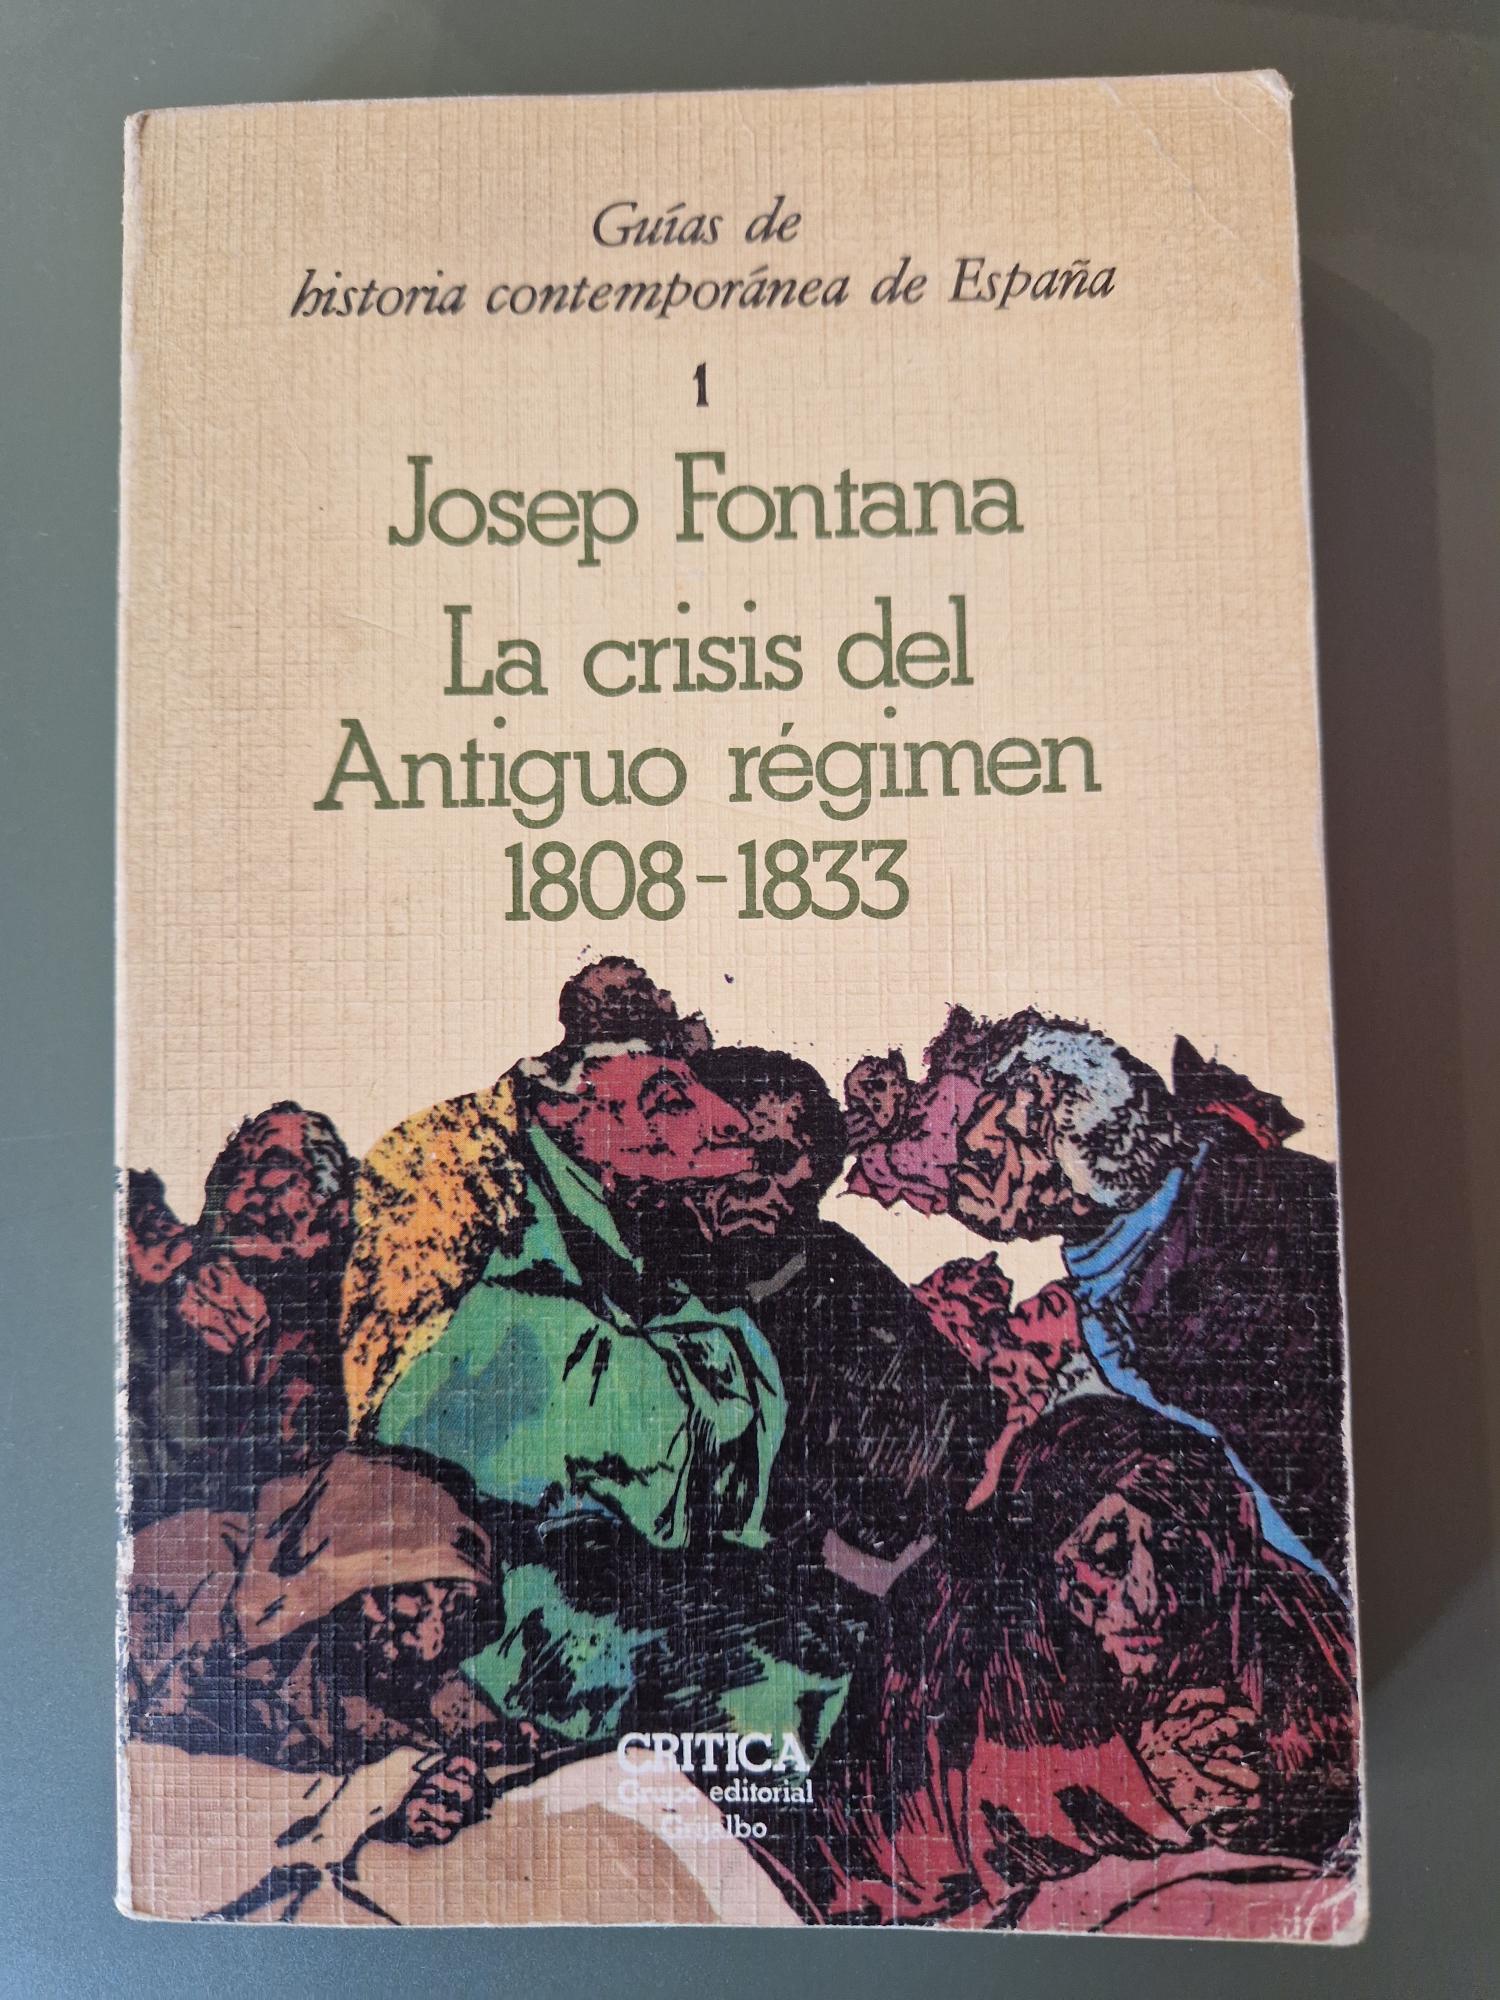 Guías de
historia contemporánea de España
1
Josep Fontana
La crisis del
Antiguo régimen
1808-1833
CRITICA
Grupo editorial
Grijalbo